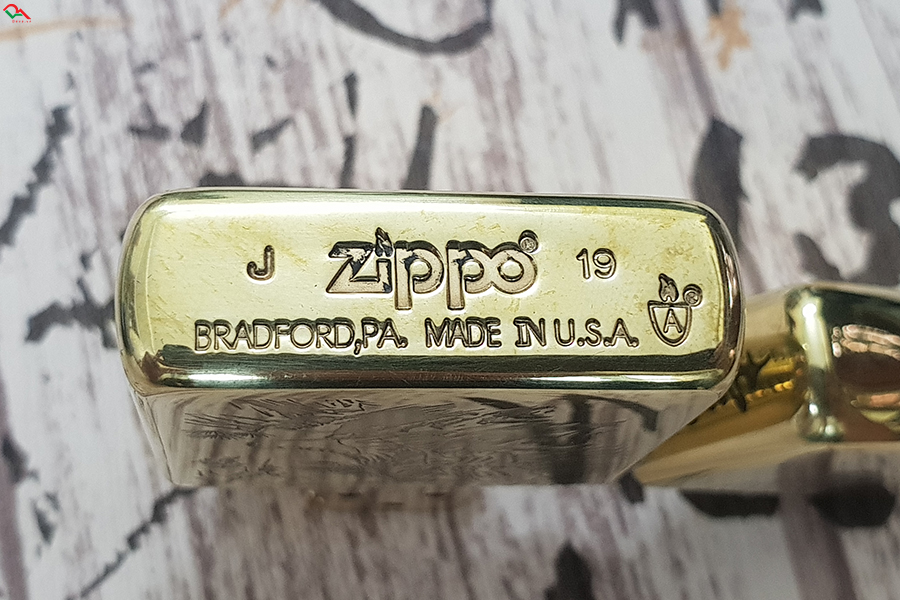 J zippo® 19
BRADFORD, PA. MADE IN U.S.A. A ©